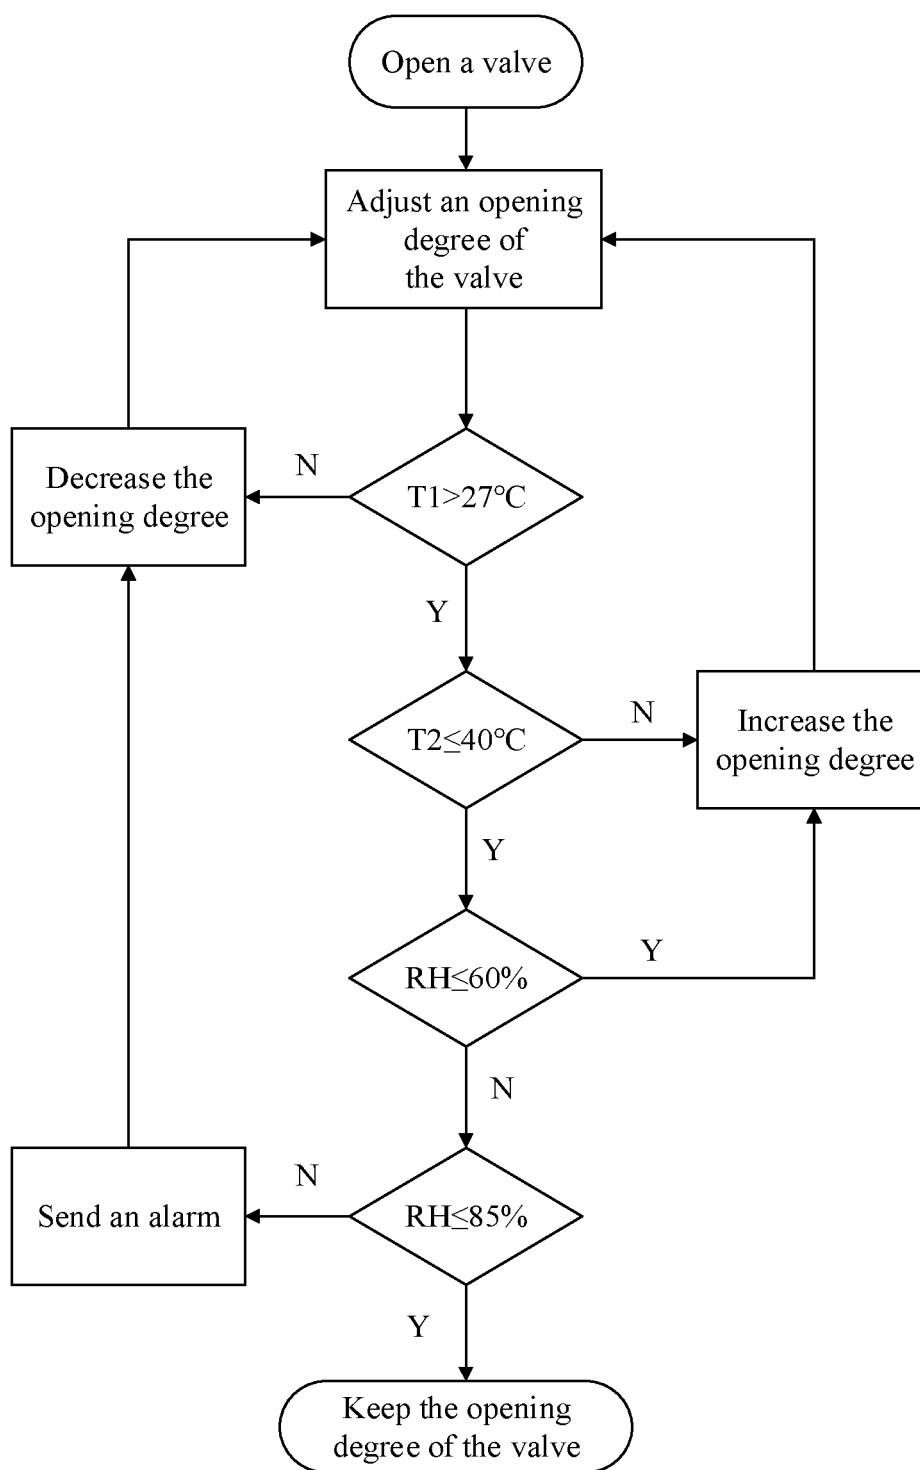 Open a valve
Adjust an opening
degree of
the valve
N
Decrease the
opening degree
T1>27°C
Y
N
T2≤40°C
Increase the
opening degree
Y
Y
RH≤60%
N
N
Send an alarm
RH≤85%
Y
Keep the opening
degree of the valve